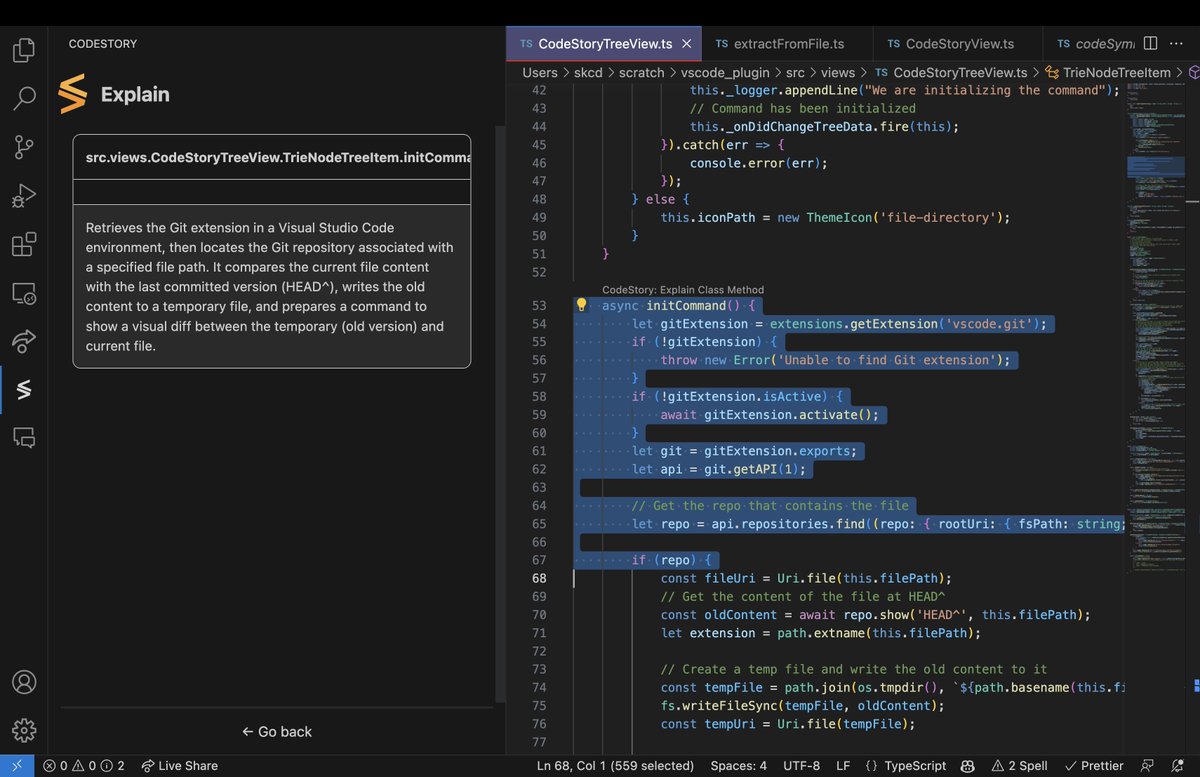 CODESTORY
Explain
src.views.CodeStoryTreeView.TrieNodeTreeItem.initComma
Retrieves the Git extension in a Visual Studio Code
environment, then locates the Git repository associated with
a specified file path. It compares the current file content
with the last committed version (HEAD^), writes the old
content to a temporary file, and prepares a command to
show a visual diff between the temporary (old version) and
current file.
← Go back
TS CodeStoryTreeView.ts × TS extractFromFile.ts TS CodeStoryView.ts TS codeSym
Users > skcd > scratch > vscode_plugin > src > views > TS CodeStoryTreeView.ts > TrieNodeTreeItem >
42 this._logger.appendLine("We are initializing the command");
43 // Command has been initialized
44 this._onDidChangeTreeData.fire(this);
45 }).catch(err => {
46 console.error(err);
47 });
48 } else {
49 this.iconPath = new ThemeIcon('file-directory');
50 }
51 }
52
CodeStory: Explain Class Method
53 async initCommand() {
54 let gitExtension = extensions.getExtension('vscode.git');
55 if (!gitExtension) {
56 throw new Error('Unable to find Git extension');
57 }
58 if (!gitExtension.isActive) {
59 await gitExtension.activate();
60 }
61 let git = gitExtension.exports;
62 let api = git.getAPI(1);
63
64 // Get the repo that contains the file
65 let repo = api.repositories.find((repo: { rootUri: { fsPath: string;
66
67 if (repo) {
68 const fileUri = Uri.file(this.filePath);
69 // Get the content of the file at HEAD^
70 const oldContent = await repo.show('HEAD^', this.filePath);
71 let extension = path.extname(this.filePath);
72
73 // Create a temp file and write the old content to it
74 const tempFile = path.join(os.tmpdir(), `${path.basename(this.fi
75 fs.writeFileSync(tempFile, oldContent);
76 const tempUri = Uri.file(tempFile);
77
0 0 2 Live Share Ln 68, Col 1 (559 selected) Spaces: 4 UTF-8 LF {} TypeScript 2 Spell Prettier